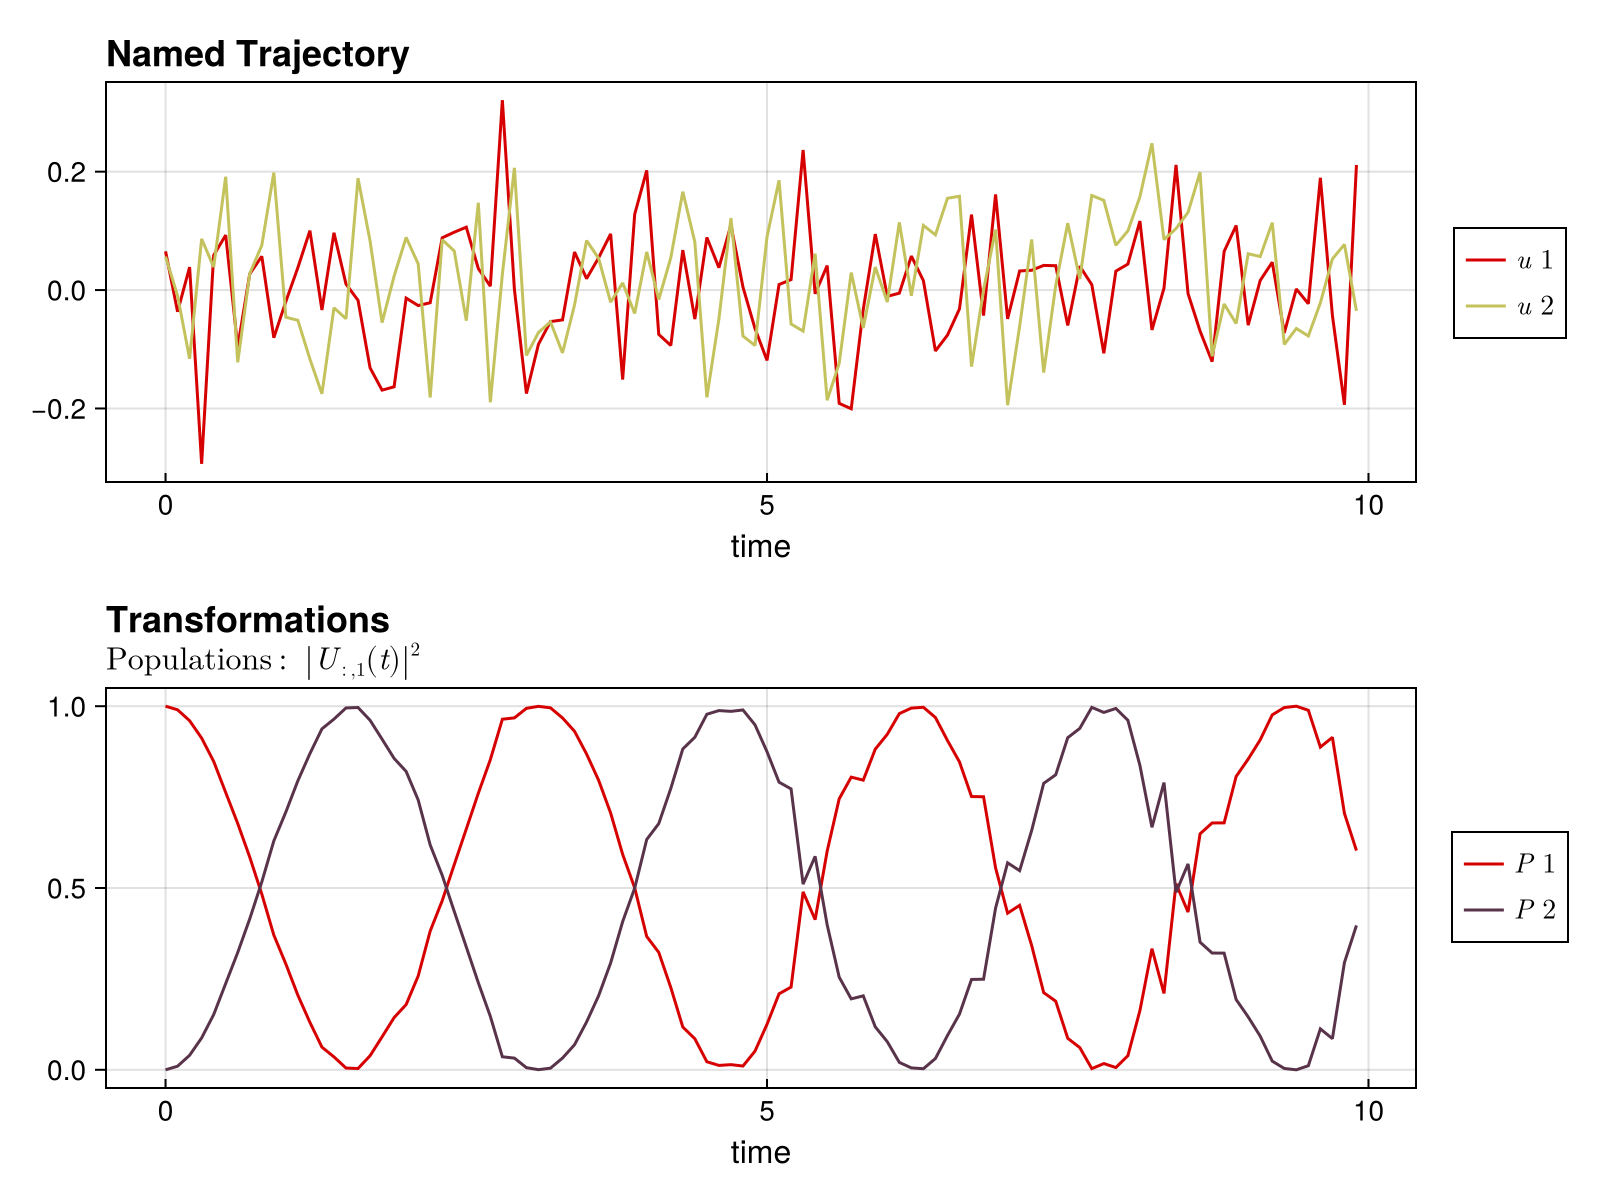 Named Trajectory
0.2
0.0
−0.2
0 5 10
time
u 1
u 2
Transformations
Populations: |U:,1(t)|²
1.0
0.5
0.0
0 5 10
time
P 1
P 2